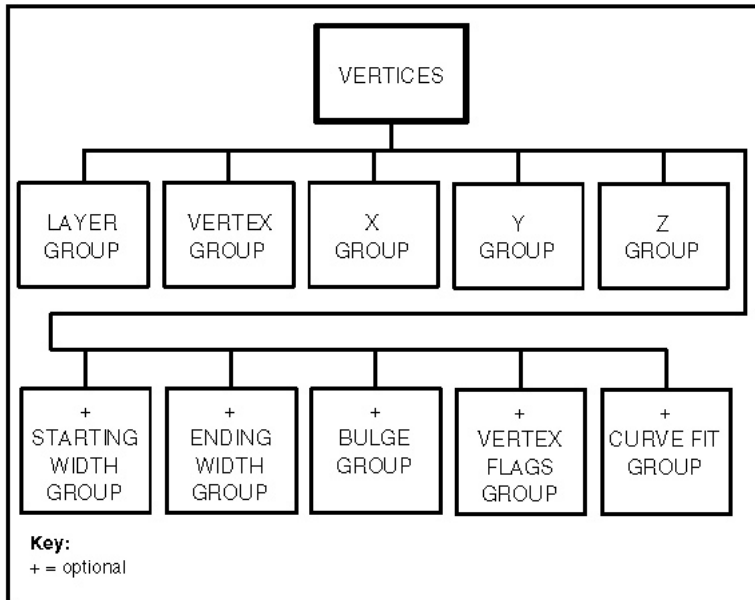 VERTICES
LAYER
GROUP
VERTEX
GROUP
X
GROUP
Y
GROUP
Z
GROUP
+
STARTING
WIDTH
GROUP
+
ENDING
WIDTH
GROUP
+
BULGE
GROUP
+
VERTEX
FLAGS
GROUP
+
CURVE FIT
GROUP
Key:
+ = optional